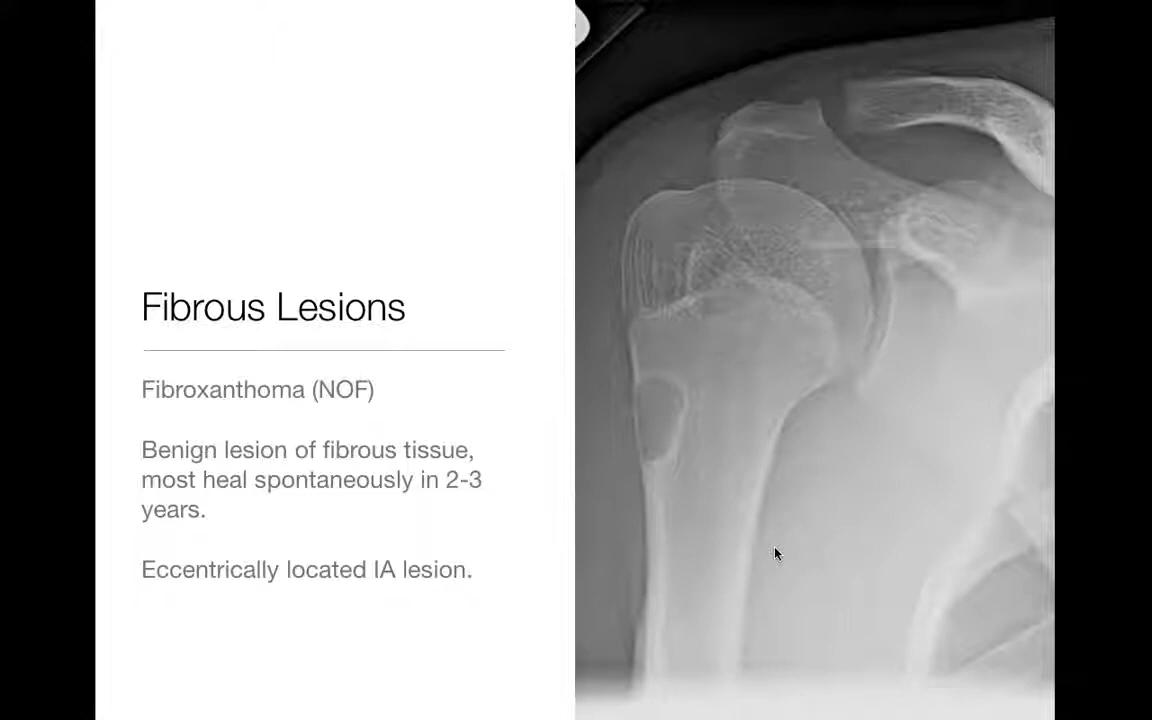 Fibrous Lesions
Fibroxanthoma (NOF)
Benign lesion of fibrous tissue,
most heal spontaneously in 2-3
years.
Eccentrically located IA lesion.